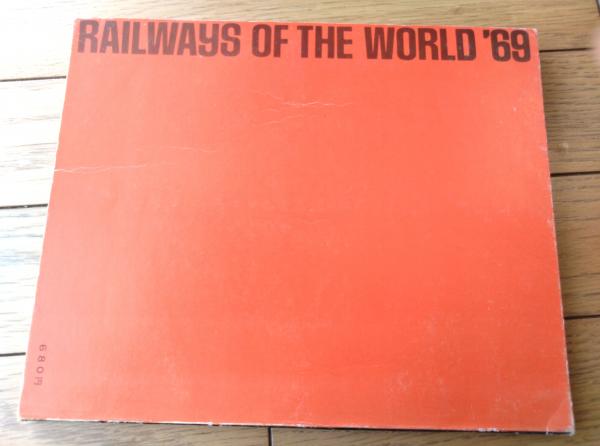 RAILWAYS OF THE WORLD '69
680円